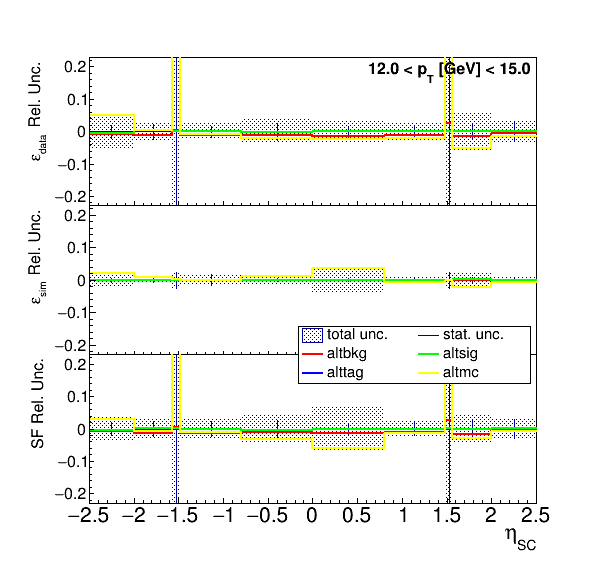 12.0 < p_T [GeV] < 15.0
ε_data Rel. Unc.
0.2
0.1
0
−0.1
−0.2
ε_sim Rel. Unc.
0.2
0.1
0
−0.1
−0.2
total unc. stat. unc.
altbkg altsig
alttag altmc
SF Rel. Unc.
0.2
0.1
0
−0.1
−0.2
−2.5 −2 −1.5 −1 −0.5 0 0.5 1 1.5 2 2.5
η_SC